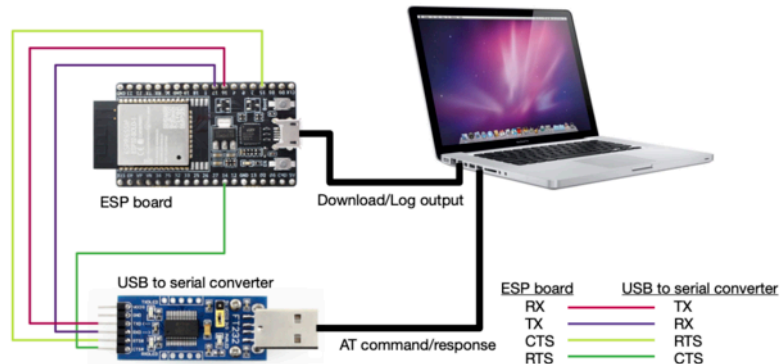 ESP board
Download/Log output
USB to serial converter
AT command/response
ESP board USB to serial converter
RX TX
TX RX
CTS RTS
RTS CTS